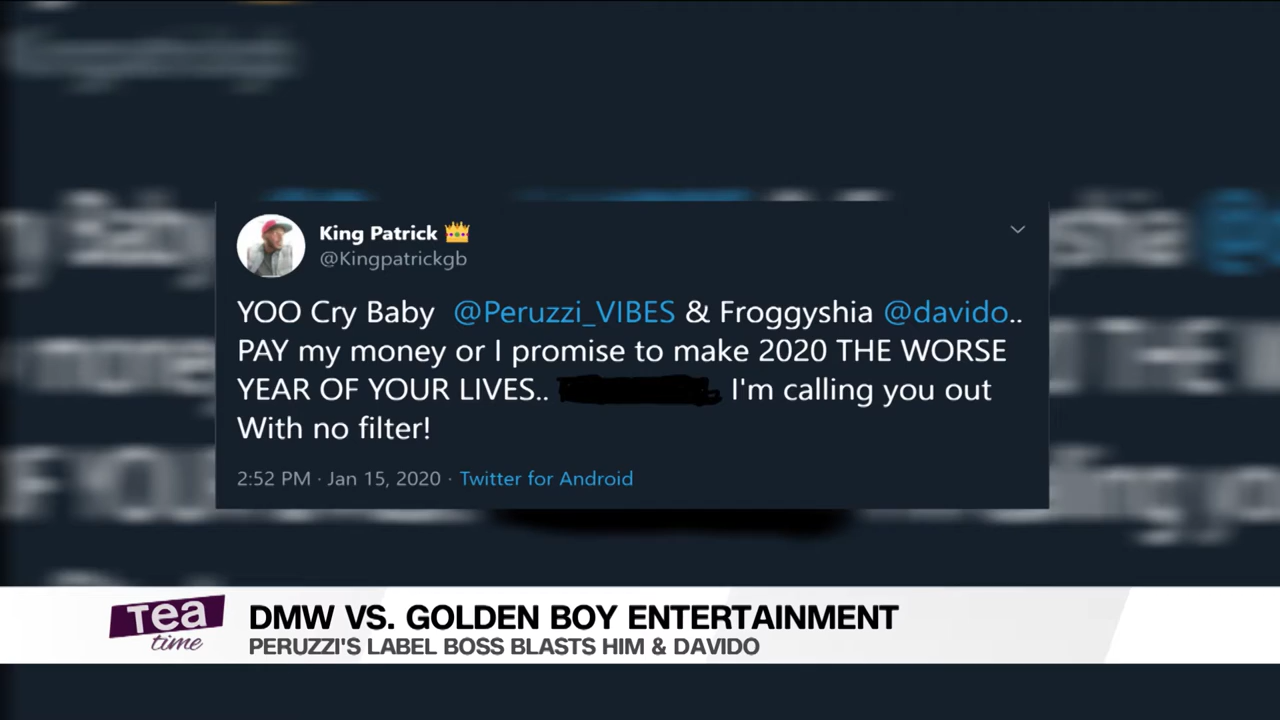 King Patrick 👑
@Kingpatrickgb
YOO Cry Baby @Peruzzi_VIBES & Froggyshia @davido..
PAY my money or I promise to make 2020 THE WORSE
YEAR OF YOUR LIVES.. I'm calling you out
With no filter!
2:52 PM · Jan 15, 2020 · Twitter for Android
Tea
time
DMW VS. GOLDEN BOY ENTERTAINMENT
PERUZZI'S LABEL BOSS BLASTS HIM & DAVIDO